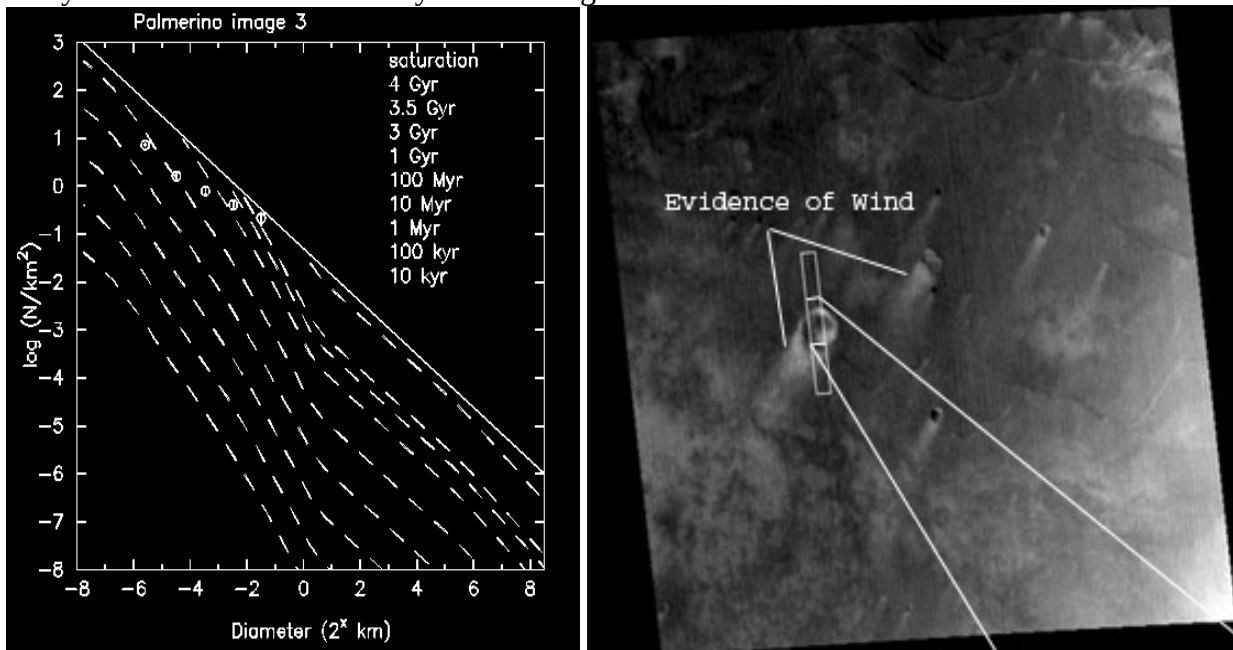 Palmerino image 3
saturation
4 Gyr
3.5 Gyr
3 Gyr
1 Gyr
100 Myr
10 Myr
1 Myr
100 kyr
10 kyr
3
2
1
0
-1
-2
-3
-4
-5
-6
-7
-8
log (N/km²)
-8 -6 -4 -2 0 2 4 6 8
Diameter (2ˣ km)
Evidence of Wind